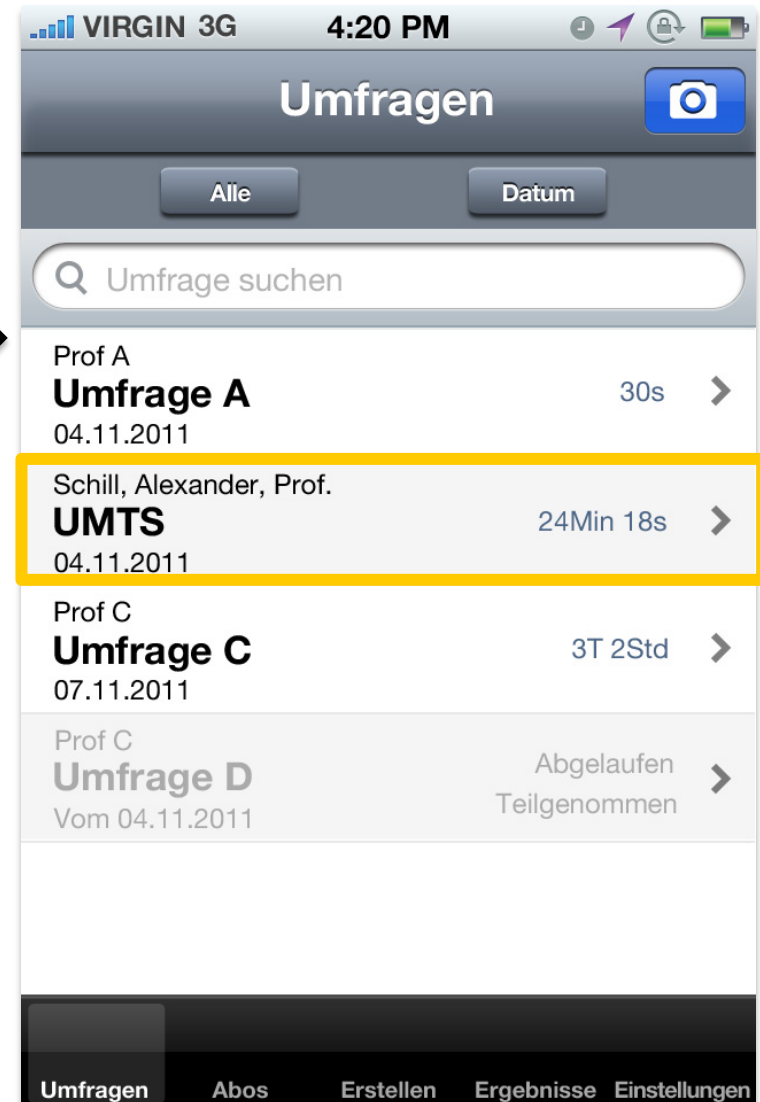 VIRGIN 3G 4:20 PM
Umfragen
Alle Datum
Umfrage suchen
Prof A
Umfrage A 30s
04.11.2011
Schill, Alexander, Prof.
UMTS 24Min 18s
04.11.2011
Prof C
Umfrage C 3T 2Std
07.11.2011
Prof C
Umfrage D
Abgelaufen
Teilgenommen
Vom 04.11.2011
Umfragen Abos Erstellen Ergebnisse Einstellungen